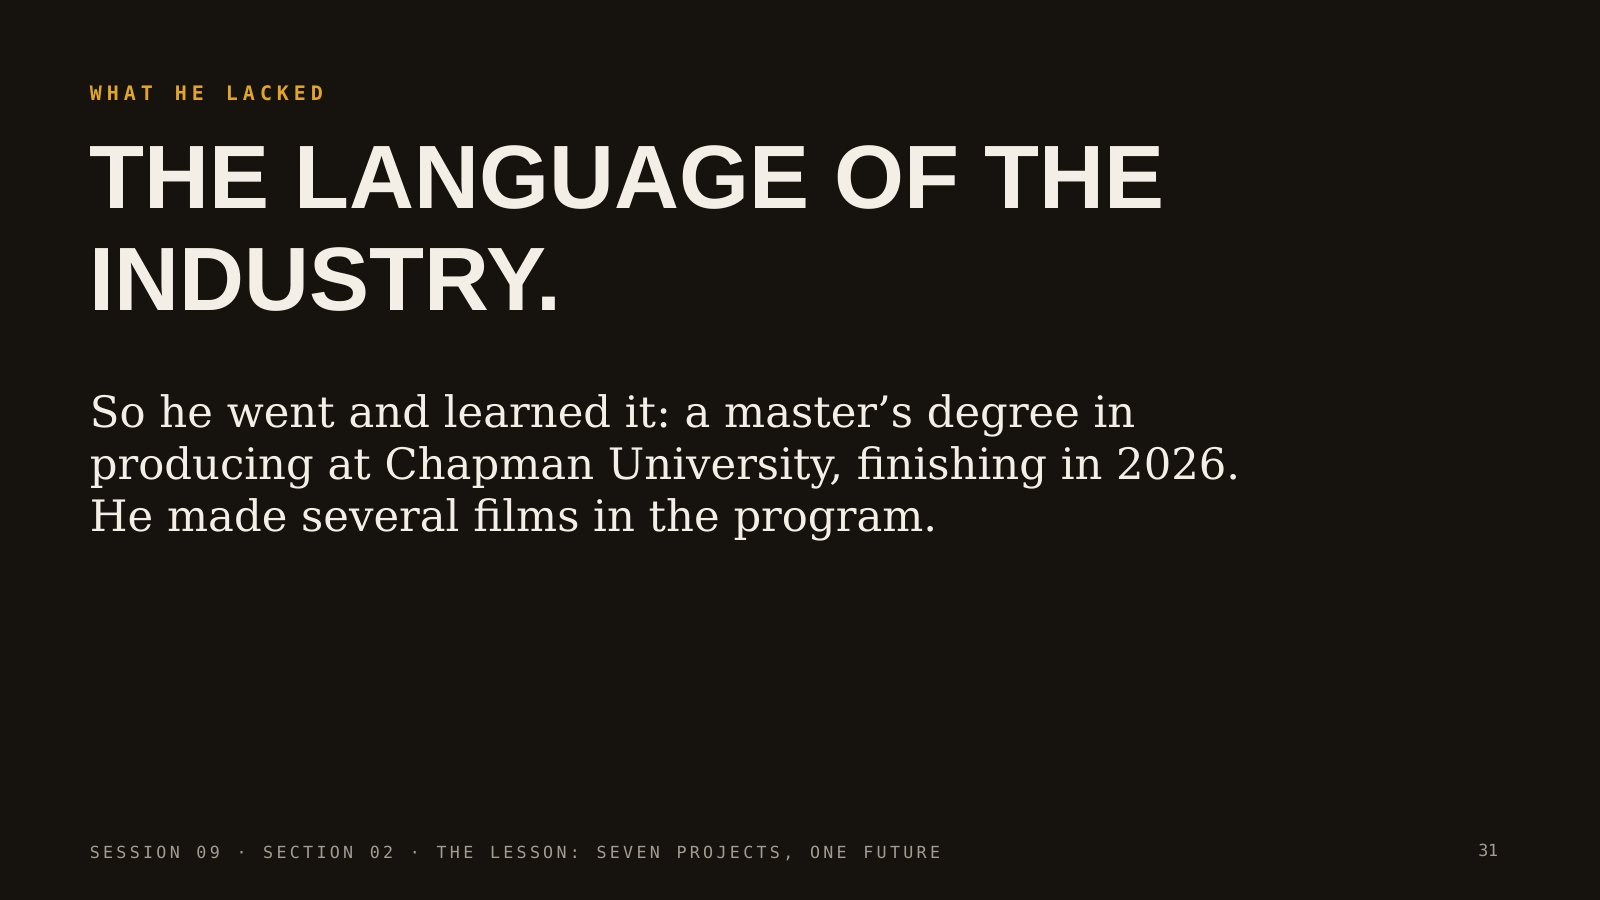 WHAT HE LACKED
THE LANGUAGE OF THE
INDUSTRY.
So he went and learned it: a master’s degree in
producing at Chapman University, finishing in 2026.
He made several films in the program.
SESSION 09 · SECTION 02 · THE LESSON: SEVEN PROJECTS, ONE FUTURE
31